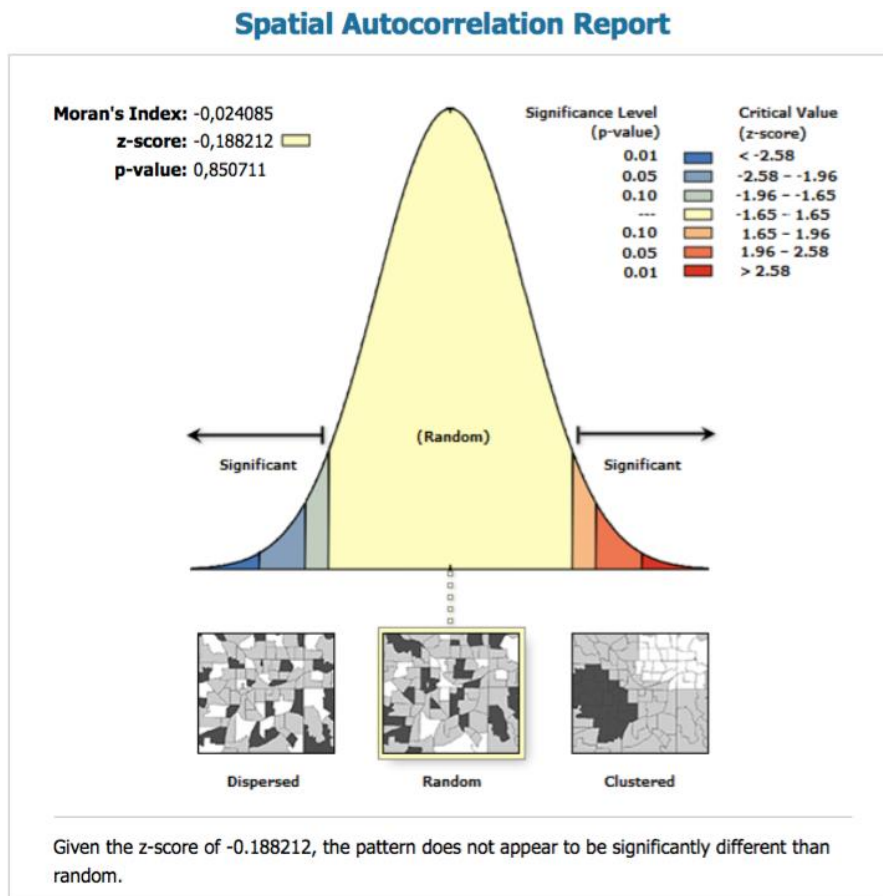 Spatial Autocorrelation Report
Moran's Index: -0,024085
z-score: -0,188212
p-value: 0,850711
Significance Level Critical Value
(p-value) (z-score)
0.01 < -2.58
0.05 -2.58 – -1.96
0.10 -1.96 – -1.65
--- -1.65 – 1.65
0.10 1.65 – 1.96
0.05 1.96 – 2.58
0.01 > 2.58
(Random)
Significant Significant
Dispersed Random Clustered
Given the z-score of -0.188212, the pattern does not appear to be significantly different than
random.